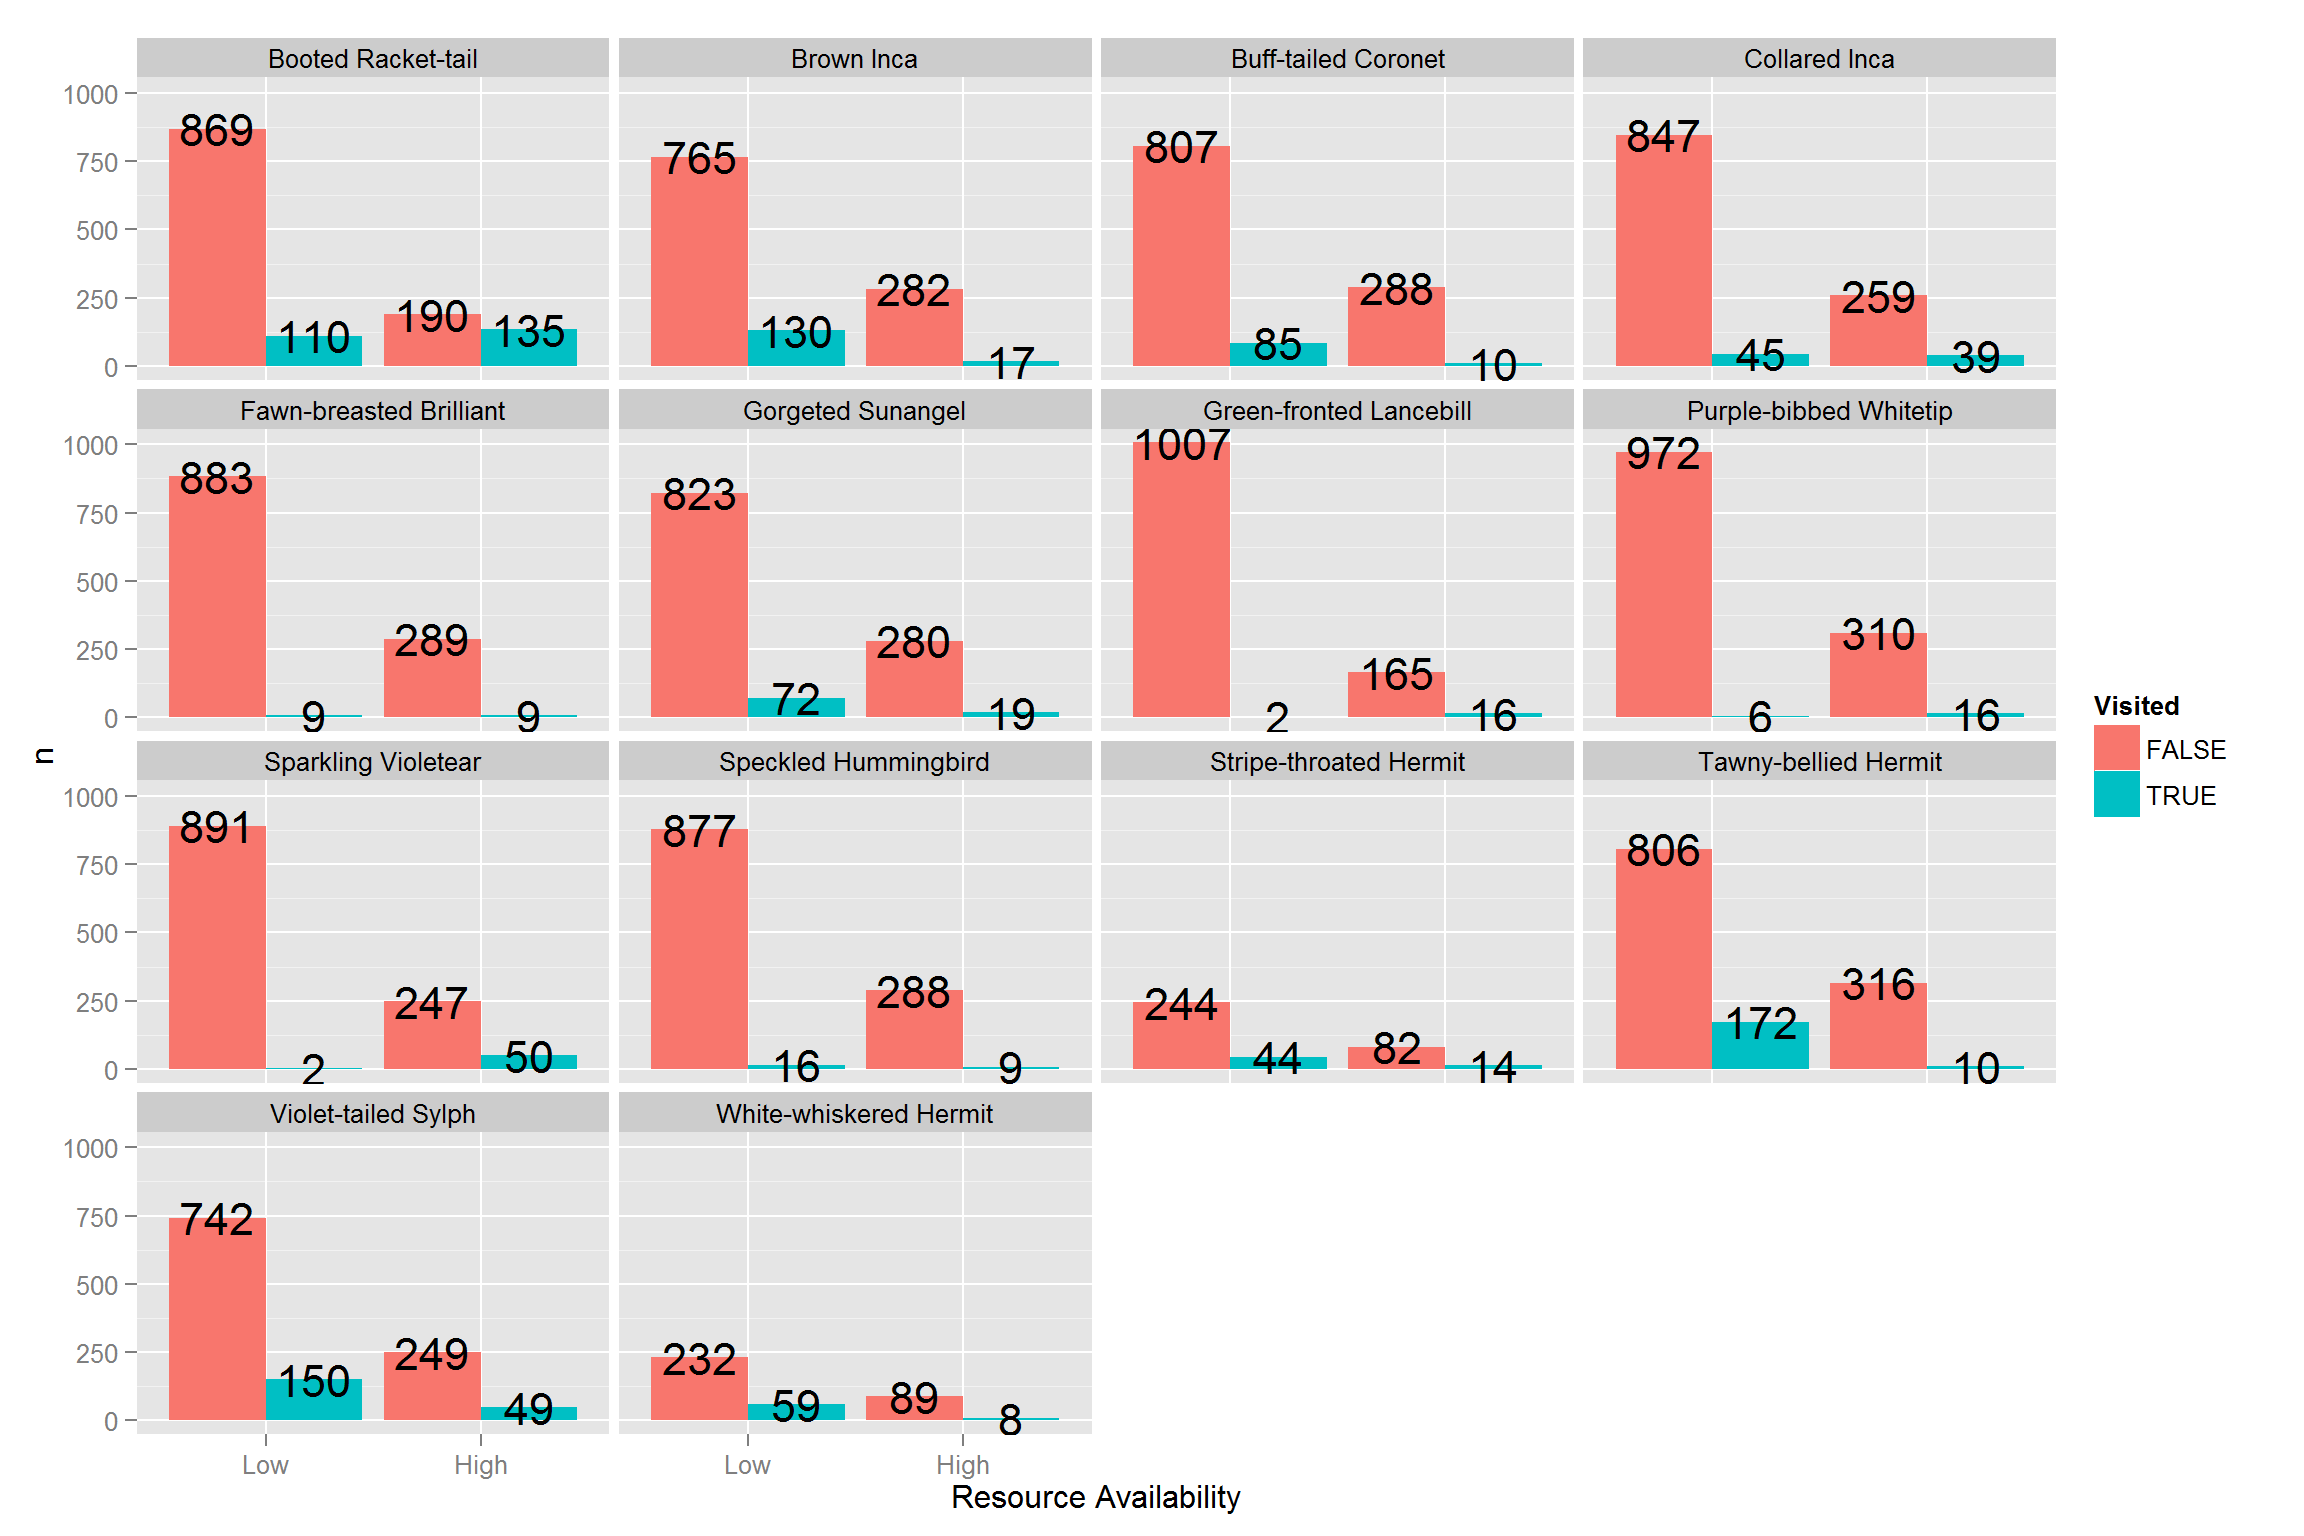 Booted Racket-tail Brown Inca Buff-tailed Coronet Collared Inca
1000
750
500
250
0
869 110 190 135
765 130 282 17
807 85 288 10
847 45 259 39
Fawn-breasted Brilliant Gorgeted Sunangel Green-fronted Lancebill Purple-bibbed Whitetip
1000
750
500
250
0
883 9 289 9
823 72 280 19
1007 2 165 16
972 6 310 16
n
Sparkling Violetear Speckled Hummingbird Stripe-throated Hermit Tawny-bellied Hermit
1000
750
500
250
0
891 2 247 50
877 16 288 9
244 44 82 14
806 172 316 10
Violet-tailed Sylph White-whiskered Hermit
1000
750
500
250
0
742 150 249 49
232 59 89 8
Low High Low High
Resource Availability
Visited
FALSE
TRUE